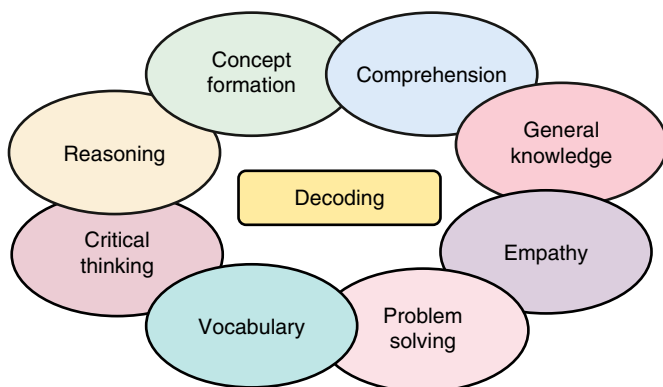 Concept
formation
Comprehension
General
knowledge
Reasoning
Decoding
Critical
thinking
Empathy
Vocabulary
Problem
solving